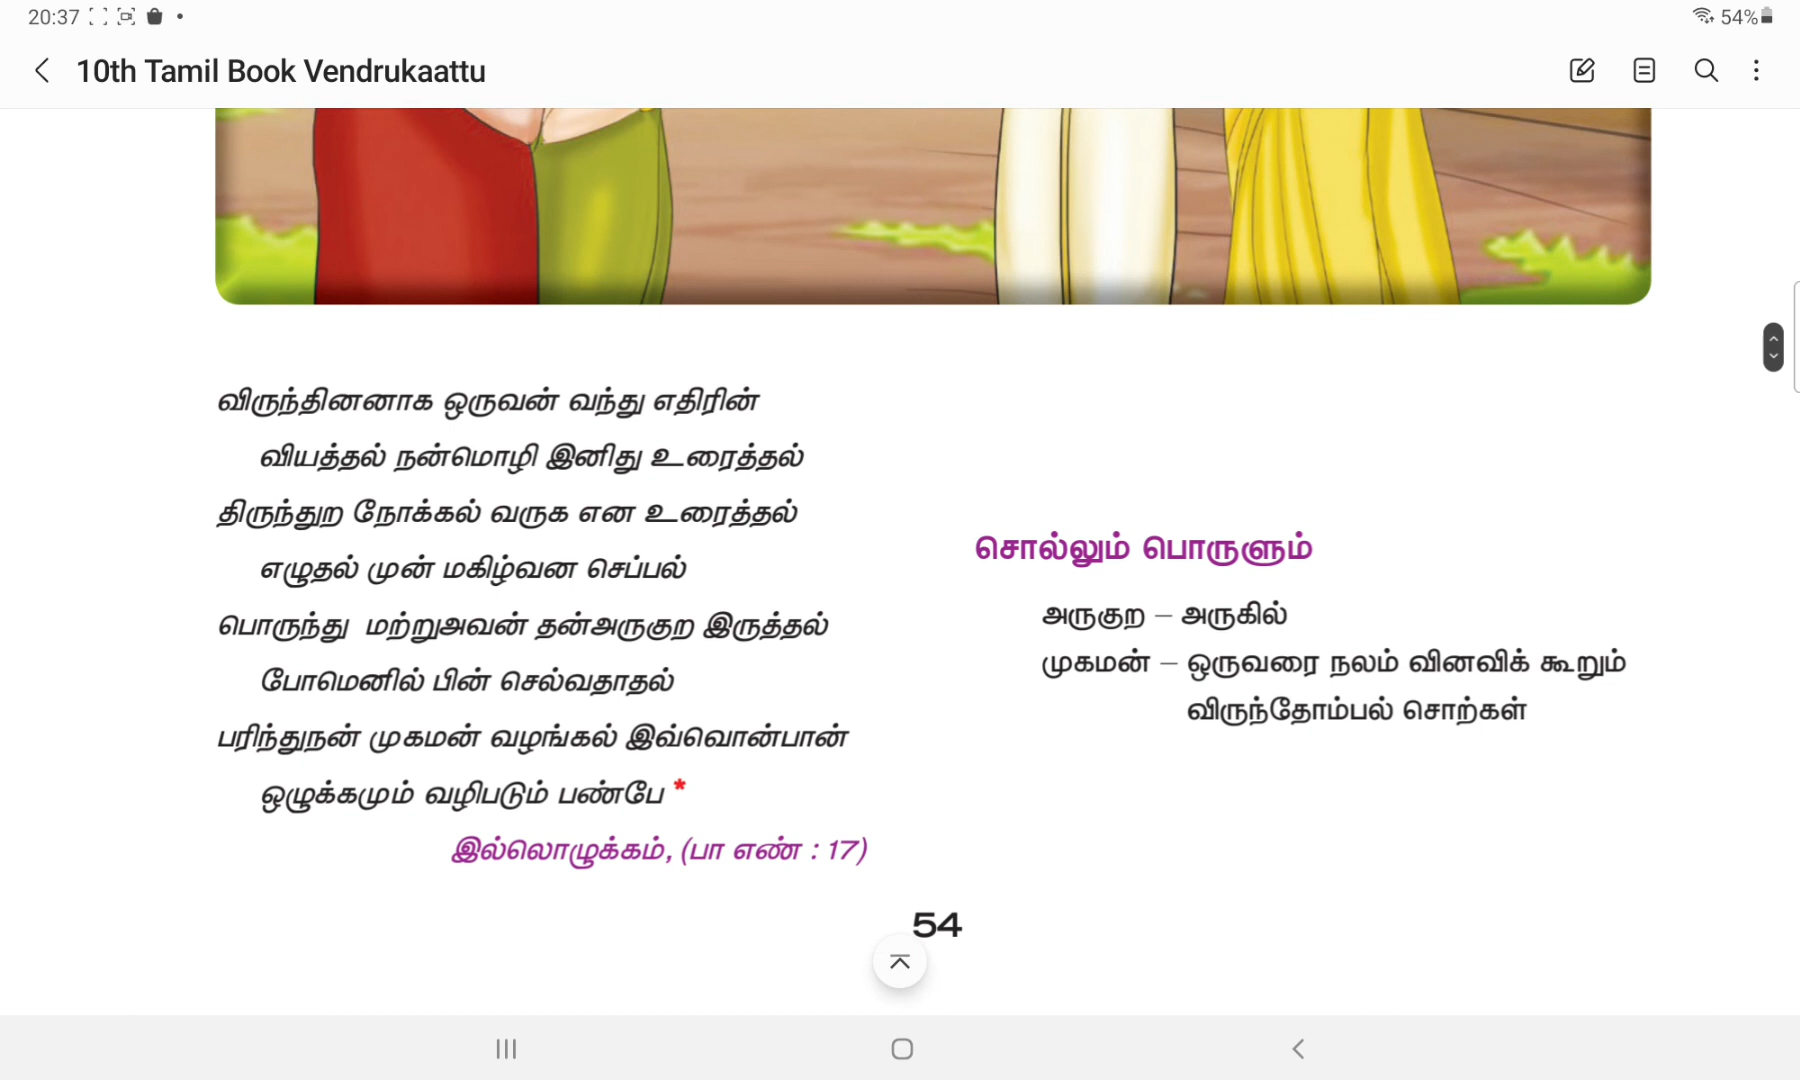 20:37
54%
10th Tamil Book Vendrukaattu
விருந்தினனாக ஒருவன் வந்து எதிரின்
வியத்தல் நன்மொழி இனிது உரைத்தல்
திருந்துற நோக்கல் வருக என உரைத்தல்
எழுதல் முன் மகிழ்வன செப்பல்
பொருந்து மற்றுஅவன் தன்அருகுற இருத்தல்
போமெனில் பின் செல்வதாதல்
பரிந்துநன் முகமன் வழங்கல் இவ்வொன்பான்
ஒழுக்கமும் வழிபடும் பண்பே *
இல்லொழுக்கம், (பா எண் : 17)
சொல்லும் பொருளும்
அருகுற – அருகில்
முகமன் – ஒருவரை நலம் வினவிக் கூறும்
விருந்தோம்பல் சொற்கள்
54